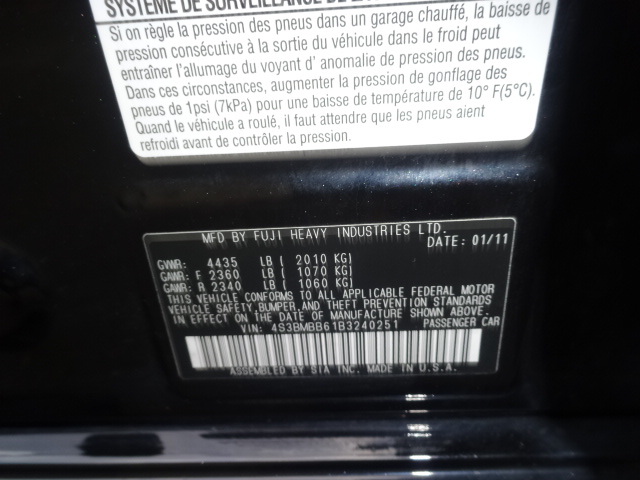 SYSTÈME DE SURVEILLANCE DE LA
Si on règle la pression des pneus dans un garage chauffé, la baisse de
pression consécutive à la sortie du véhicule dans le froid peut
entraîner l'allumage du voyant d' anomalie de pression des pneus.
Dans ces circonstances, augmenter la pression de gonflage des
pneus de 1psi (7kPa) pour une baisse de température de 10° F(5°C).
Quand le véhicule a roulé, il faut attendre que les pneus aient
refroidi avant de contrôler la pression.
MFD BY FUJI HEAVY INDUSTRIES LTD.
DATE: 01/11
GVWR: 4435 LB ( 2010 KG)
GAWR: F 2360 LB ( 1070 KG)
GAWR: R 2340 LB ( 1060 KG)
THIS VEHICLE CONFORMS TO ALL APPLICABLE FEDERAL MOTOR
VEHICLE SAFETY, BUMPER, AND THEFT PREVENTION STANDARDS
IN EFFECT ON THE DATE OF MANUFACTURE SHOWN ABOVE.
VIN: 4S3BMBB61B3240251 PASSENGER CAR
ASSEMBLED BY SIA INC. MADE IN U.S.A.